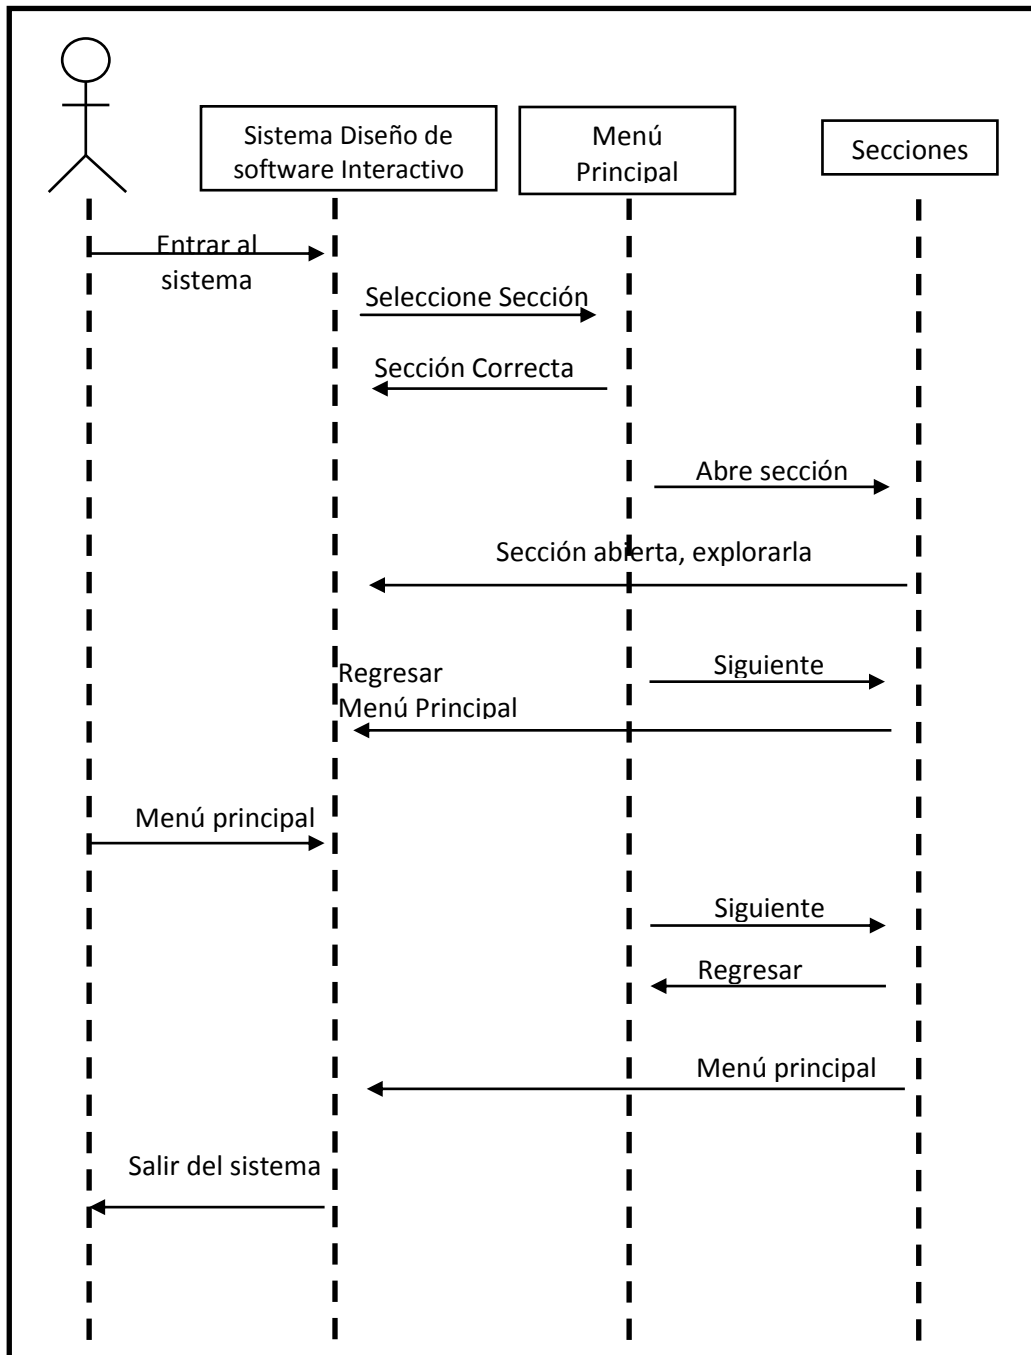 Sistema Diseño de
software Interactivo
Menú
Principal
Secciones
Entrar al
sistema
Seleccione Sección
Sección Correcta
Abre sección
Sección abierta, explorarla
Regresar
Menú Principal
Siguiente
Menú principal
Siguiente
Regresar
Menú principal
Salir del sistema